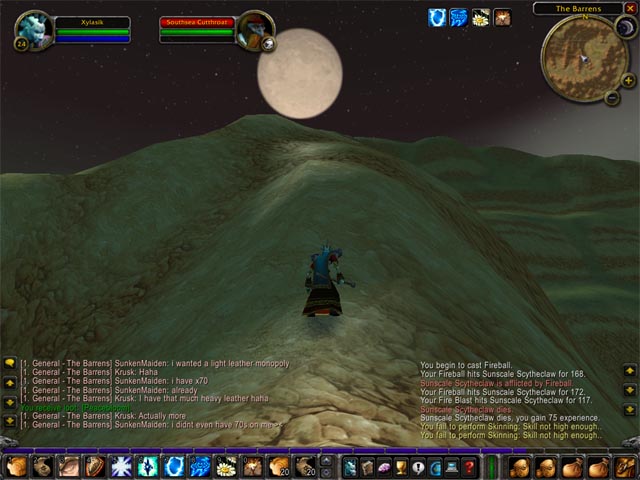 Xylasik
Southsea Cutthroat
The Barrens
N
24
[1. General - The Barrens] SunkenMaiden: i wanted a light leather monopoly
[1. General - The Barrens] Krusk: Haha
[1. General - The Barrens] SunkenMaiden: i have x70
[1. General - The Barrens] SunkenMaiden: already
[1. General - The Barrens] Krusk: I have that much heavy leather haha
You receive loot: [Peacebloom]
[1. General - The Barrens] Krusk: Actually more
[1. General - The Barrens] SunkenMaiden: i didnt even have 70s on me ><
You begin to cast Fireball.
Your Fireball hits Sunscale Scytheclaw for 168.
Sunscale Scytheclaw is afflicted by Fireball.
Your Fireball hits Sunscale Scytheclaw for 172.
Your Fire Blast hits Sunscale Scytheclaw for 117.
Sunscale Scytheclaw dies.
Sunscale Scytheclaw dies, you gain 75 experience.
You fail to perform Skinning: Skill not high enough..
You fail to perform Skinning: Skill not high enough..
20
20